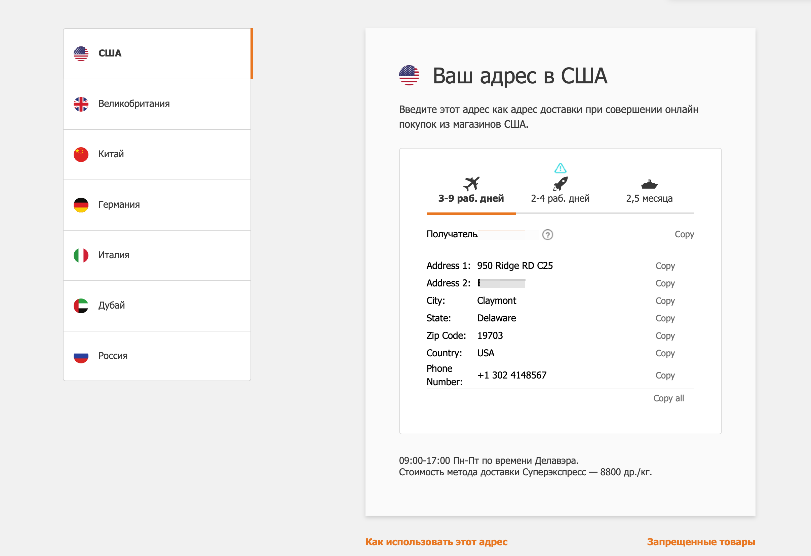 США
Великобритания
Китай
Германия
Италия
Дубай
Россия
Ваш адрес в США
Введите этот адрес как адрес доставки при совершении онлайн
покупок из магазинов США.
3-9 раб. дней 2-4 раб. дней 2,5 месяца
Получатель ? Copy
Address 1: 950 Ridge RD C25 Copy
Address 2: Copy
City: Claymont Copy
State: Delaware Copy
Zip Code: 19703 Copy
Country: USA Copy
Phone
Number: +1 302 4148567 Copy
Copy all
09:00-17:00 Пн-Пт по времени Делавэра.
Стоимость метода доставки Суперэкспресс — 8800 др./кг.
Как использовать этот адрес Запрещенные товары